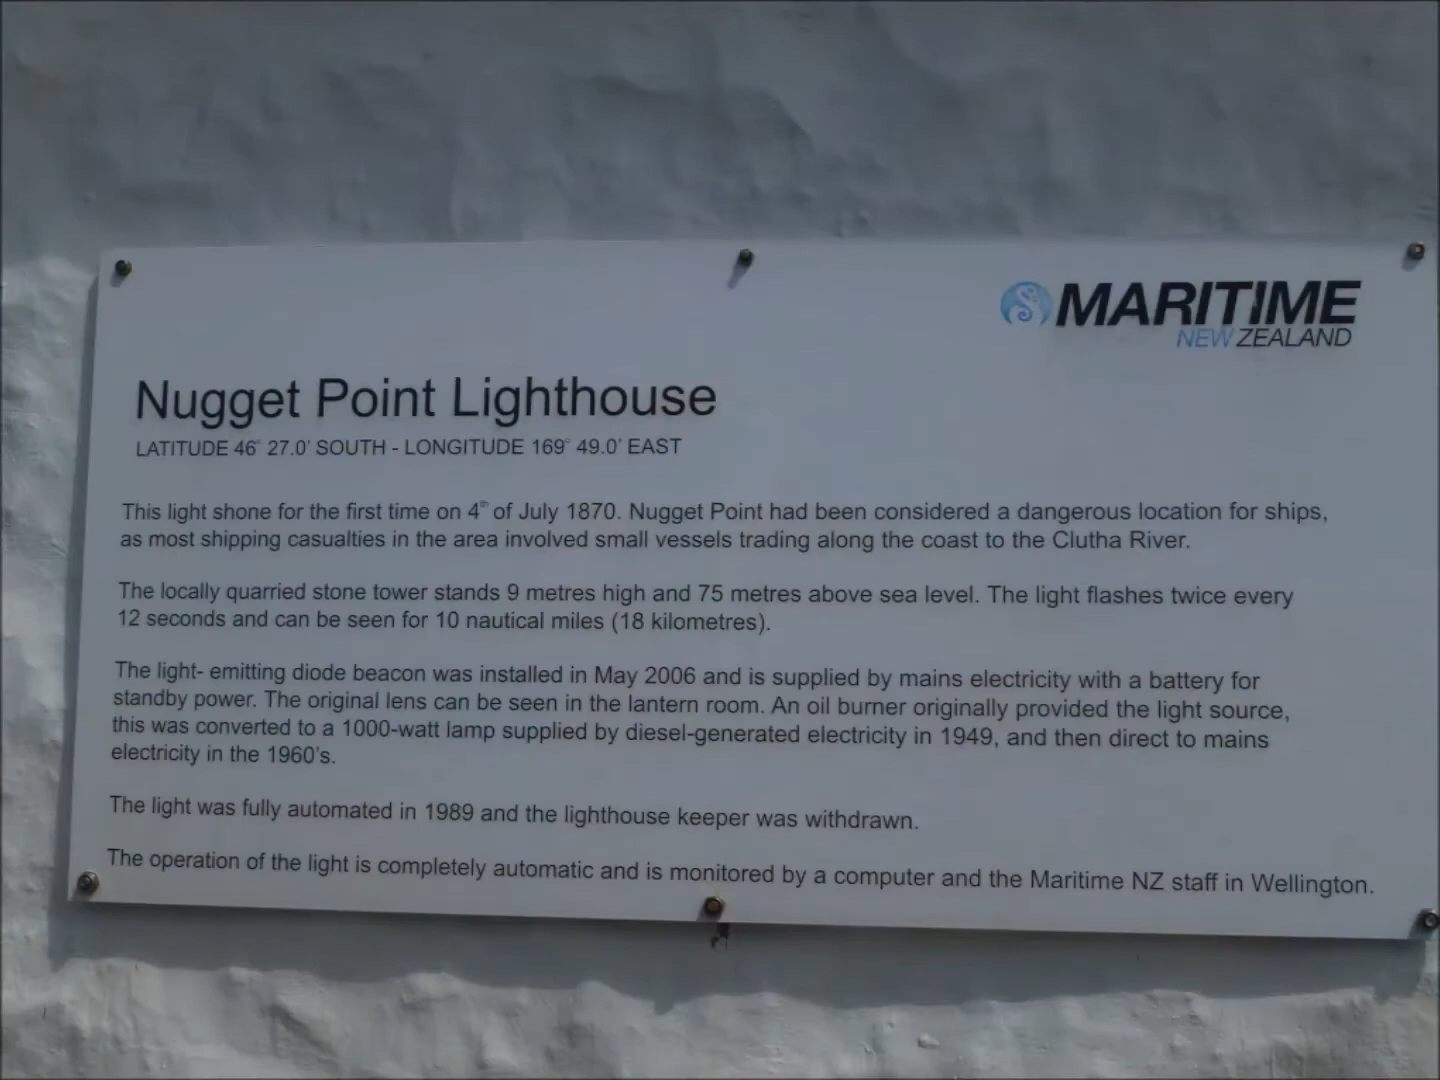 MARITIME
NEW ZEALAND
Nugget Point Lighthouse
LATITUDE 46° 27.0' SOUTH - LONGITUDE 169° 49.0' EAST
This light shone for the first time on 4th of July 1870. Nugget Point had been considered a dangerous location for ships,
as most shipping casualties in the area involved small vessels trading along the coast to the Clutha River.
The locally quarried stone tower stands 9 metres high and 75 metres above sea level. The light flashes twice every
12 seconds and can be seen for 10 nautical miles (18 kilometres).
The light- emitting diode beacon was installed in May 2006 and is supplied by mains electricity with a battery for
standby power. The original lens can be seen in the lantern room. An oil burner originally provided the light source,
this was converted to a 1000-watt lamp supplied by diesel-generated electricity in 1949, and then direct to mains
electricity in the 1960's.
The light was fully automated in 1989 and the lighthouse keeper was withdrawn.
The operation of the light is completely automatic and is monitored by a computer and the Maritime NZ staff in Wellington.